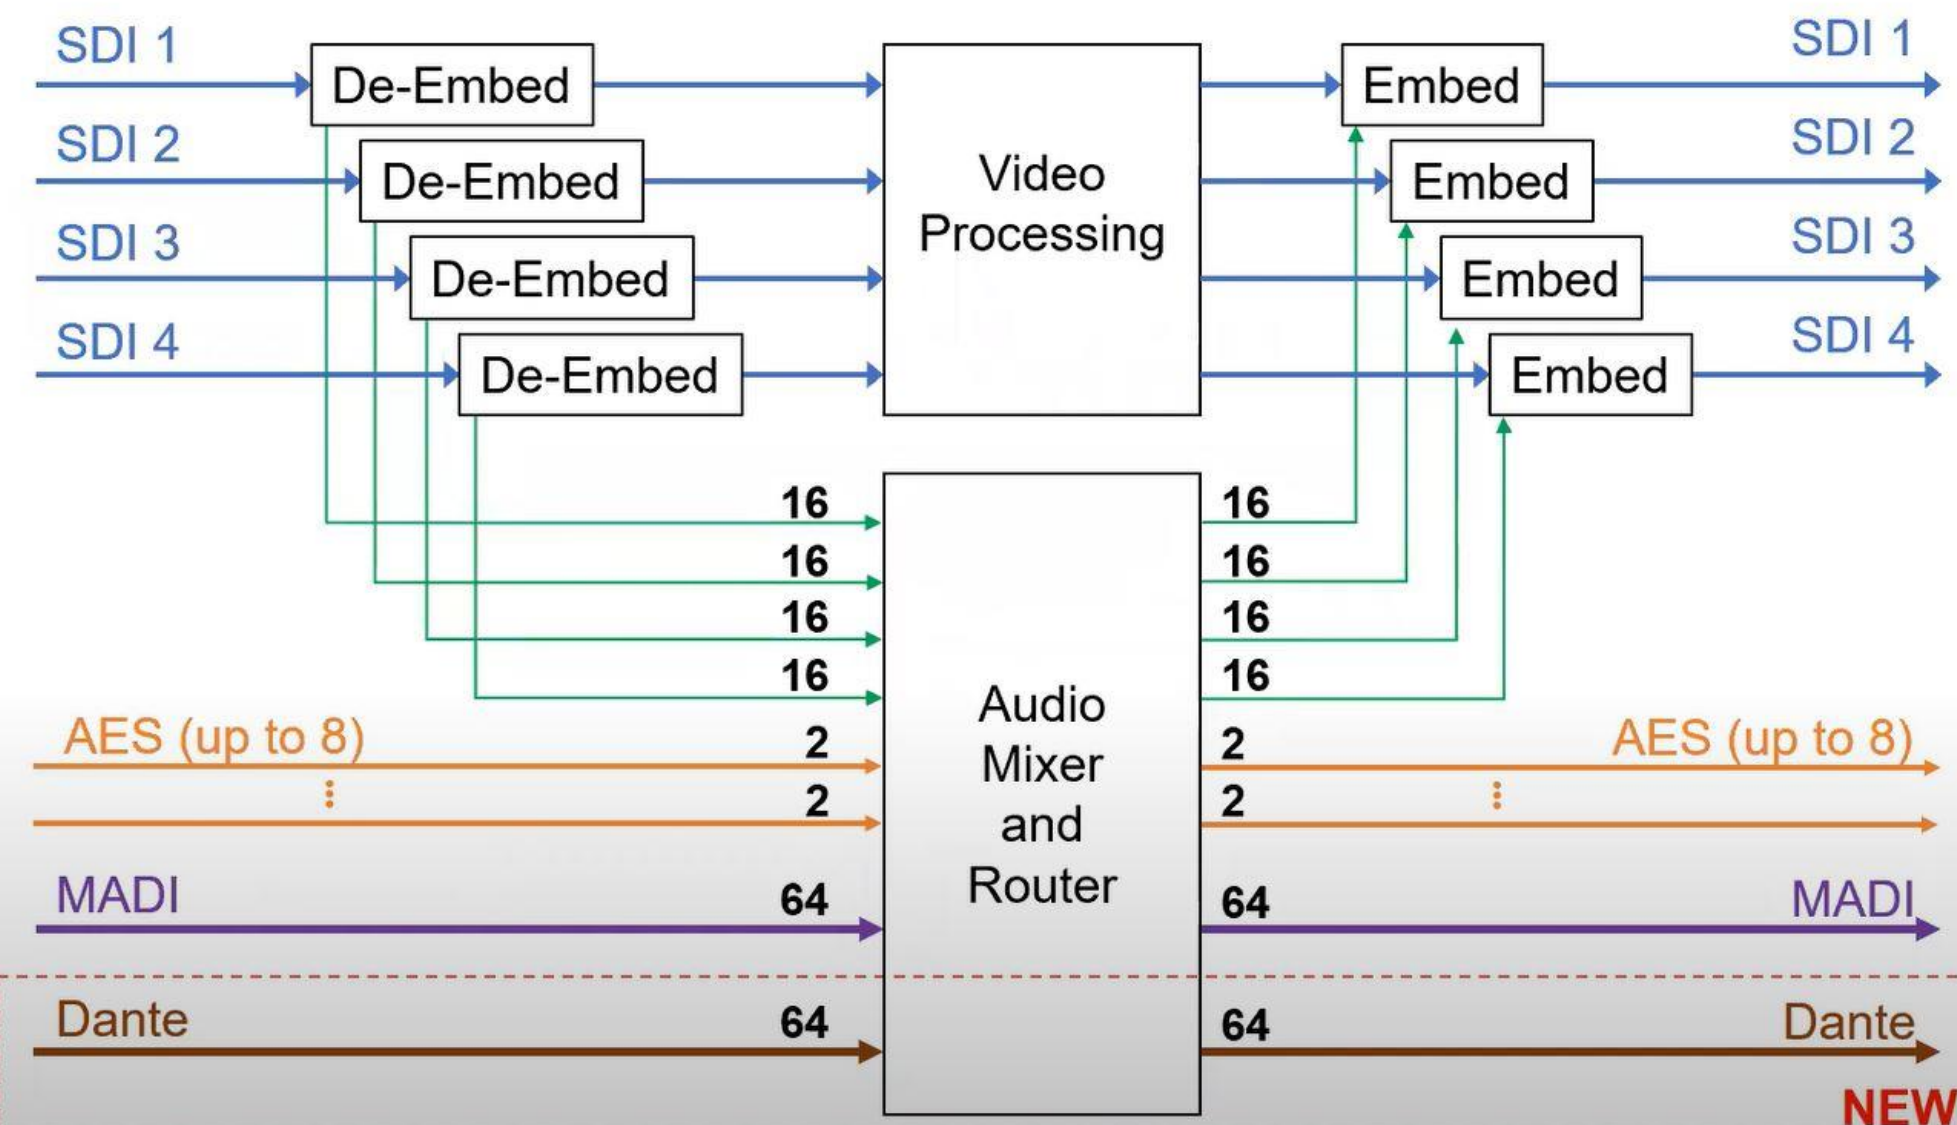 SDI 1
SDI 2
SDI 3
SDI 4
De-Embed
De-Embed
De-Embed
De-Embed
Video
Processing
Embed
Embed
Embed
Embed
SDI 1
SDI 2
SDI 3
SDI 4
16
16
16
16
2
2
64
64
AES (up to 8)
MADI
Dante
Audio
Mixer
and
Router
16
16
16
16
2
2
64
64
AES (up to 8)
MADI
Dante
NEW